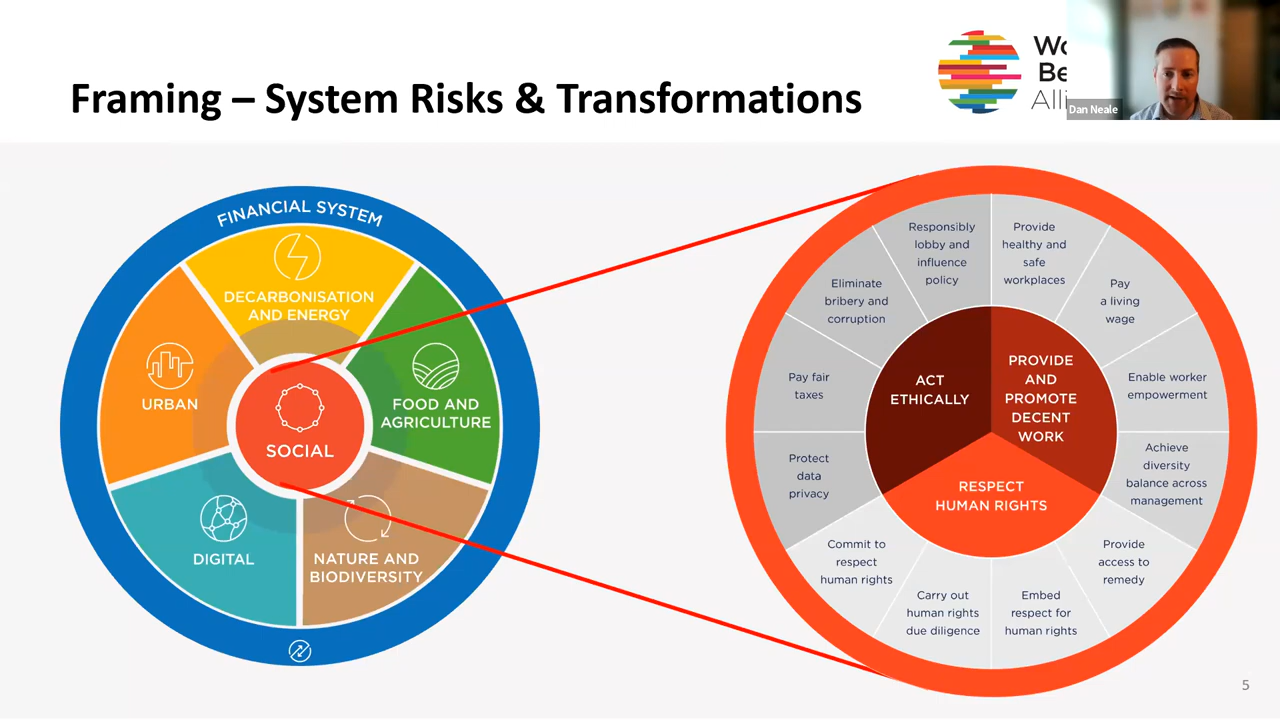 Framing – System Risks & Transformations
Dan Neale
FINANCIAL SYSTEM
DECARBONISATION
AND ENERGY
URBAN
FOOD AND
AGRICULTURE
SOCIAL
DIGITAL
NATURE AND
BIODIVERSITY
Responsibly
lobby and
influence
policy
Provide
healthy and
safe
workplaces
Eliminate
bribery and
corruption
Pay
a living
wage
Pay fair
taxes
Enable worker
empowerment
Protect
data
privacy
Achieve
diversity
balance across
management
Commit to
respect
human rights
Provide
access to
remedy
Carry out
human rights
due diligence
Embed
respect for
human rights
ACT
ETHICALLY
PROVIDE
AND
PROMOTE
DECENT
WORK
RESPECT
HUMAN RIGHTS
5